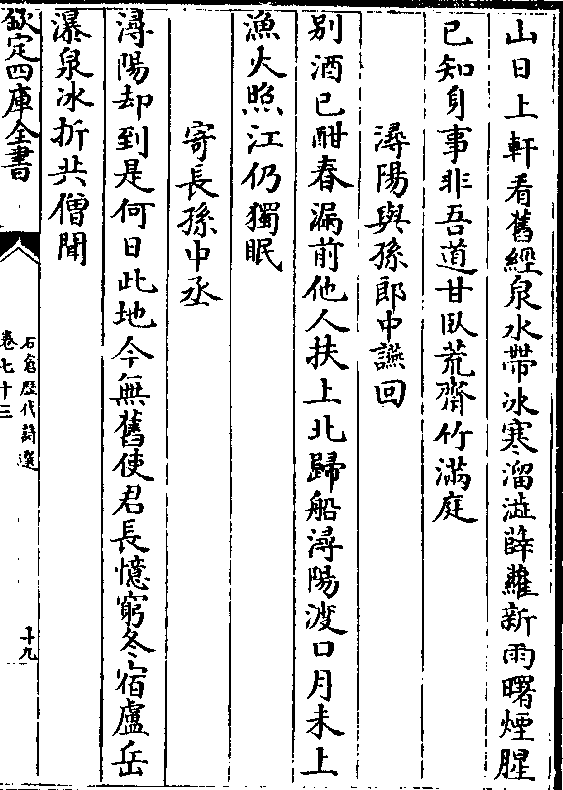 山日上軒看舊經泉水帶冰寒溜澁薜蘿新雨曙煙腥
已知身事非吾道甘臥荒齋竹滿庭
潯陽與孫郎中讌回
別酒已酣春漏前他人扶上北歸船潯陽渡口月未上
漁火照江仍獨眠
寄長孫中丞
潯陽却到是何日此地今無舊使君長憶窮冬宿廬岳
瀑泉冰折共僧聞
欽定四庫全書
石倉歷代詩選
卷七十三
十九